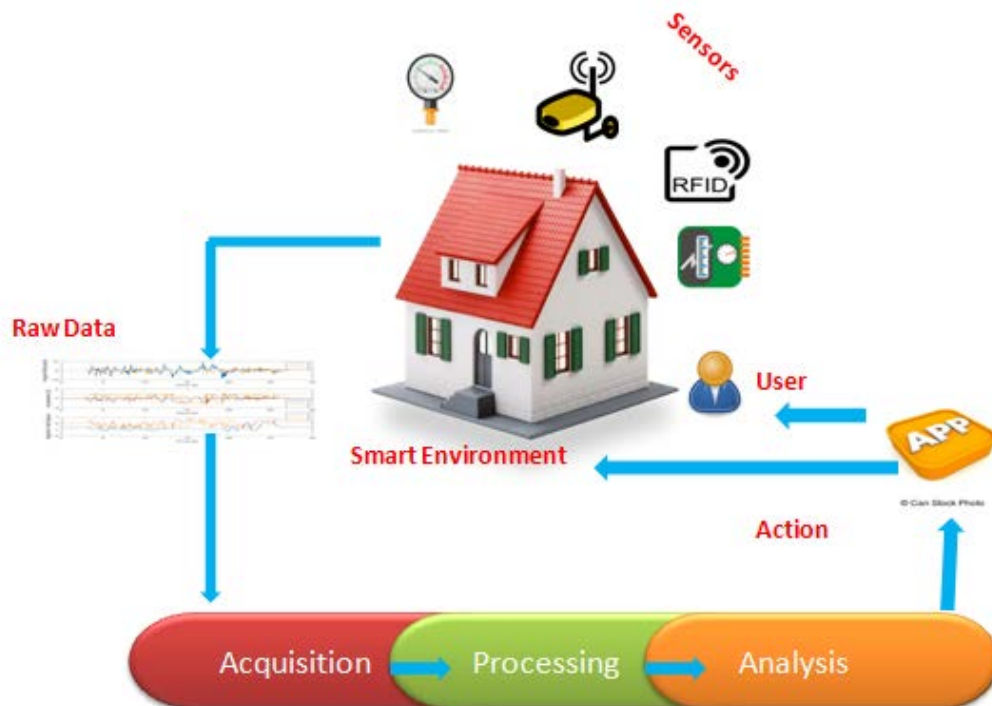 Sensors
RFID
Raw Data
User
APP
Smart Environment
© Can Stock Photo
Action
Acquisition
Processing
Analysis